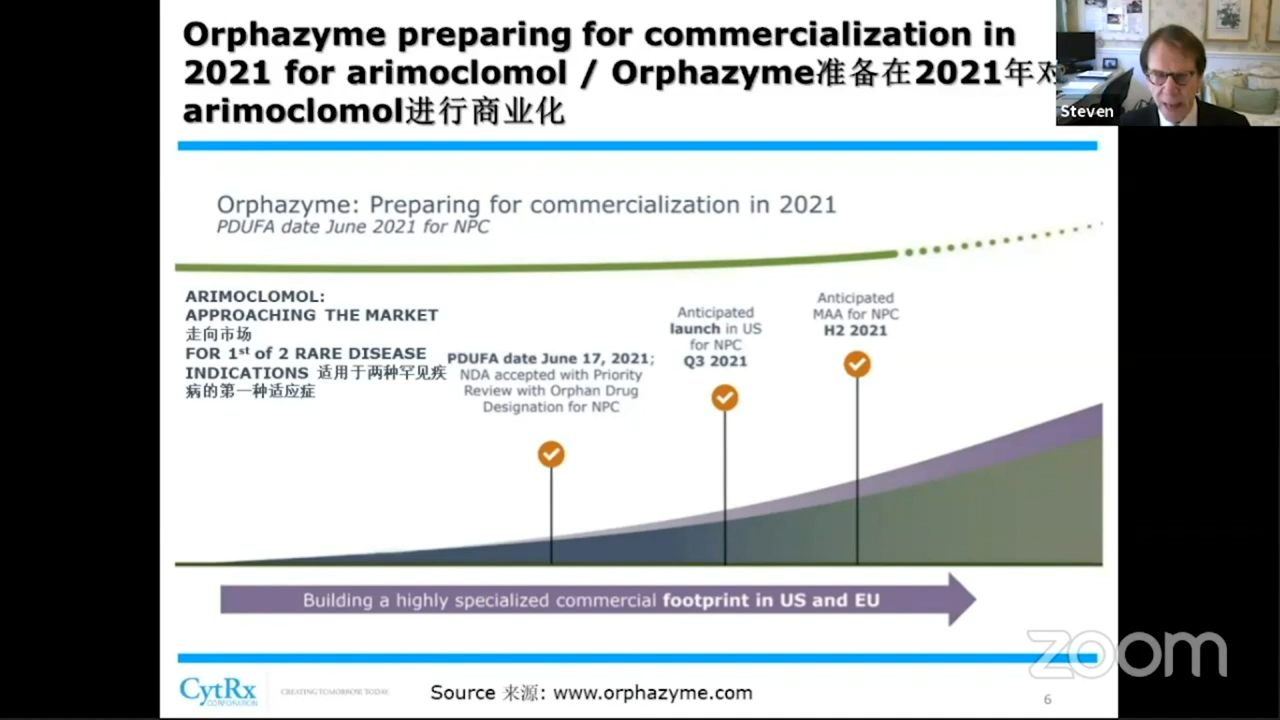 Orphazyme preparing for commercialization in
2021 for arimoclomol / Orphazyme准备在2021年对
arimoclomol进行商业化
Steven
Orphazyme: Preparing for commercialization in 2021
PDUFA date June 2021 for NPC
ARIMOCLOMOL:
APPROACHING THE MARKET
走向市场
FOR 1st of 2 RARE DISEASE
INDICATIONS 适用于两种罕见疾
病的第一种适应症
PDUFA date June 17, 2021;
NDA accepted with Priority
Review with Orphan Drug
Designation for NPC
Anticipated
launch in US
for NPC
Q3 2021
Anticipated
MAA for NPC
H2 2021
Building a highly specialized commercial footprint in US and EU
zoom
CytRx
CORPORATION
CREATING TOMORROW TODAY
Source 来源: www.orphazyme.com
6